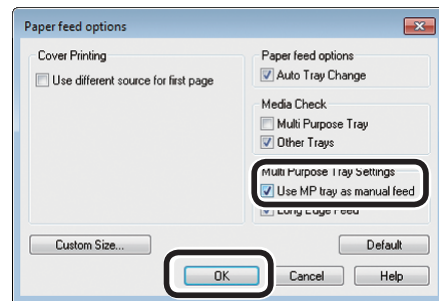 Paper feed options
Cover Printing
Use different source for first page
Paper feed options
Auto Tray Change
Media Check
Multi Purpose Tray
Other Trays
Multi Purpose Tray Settings
Use MP tray as manual feed
Long Edge Feed
Custom Size...
Default
OK
Cancel
Help